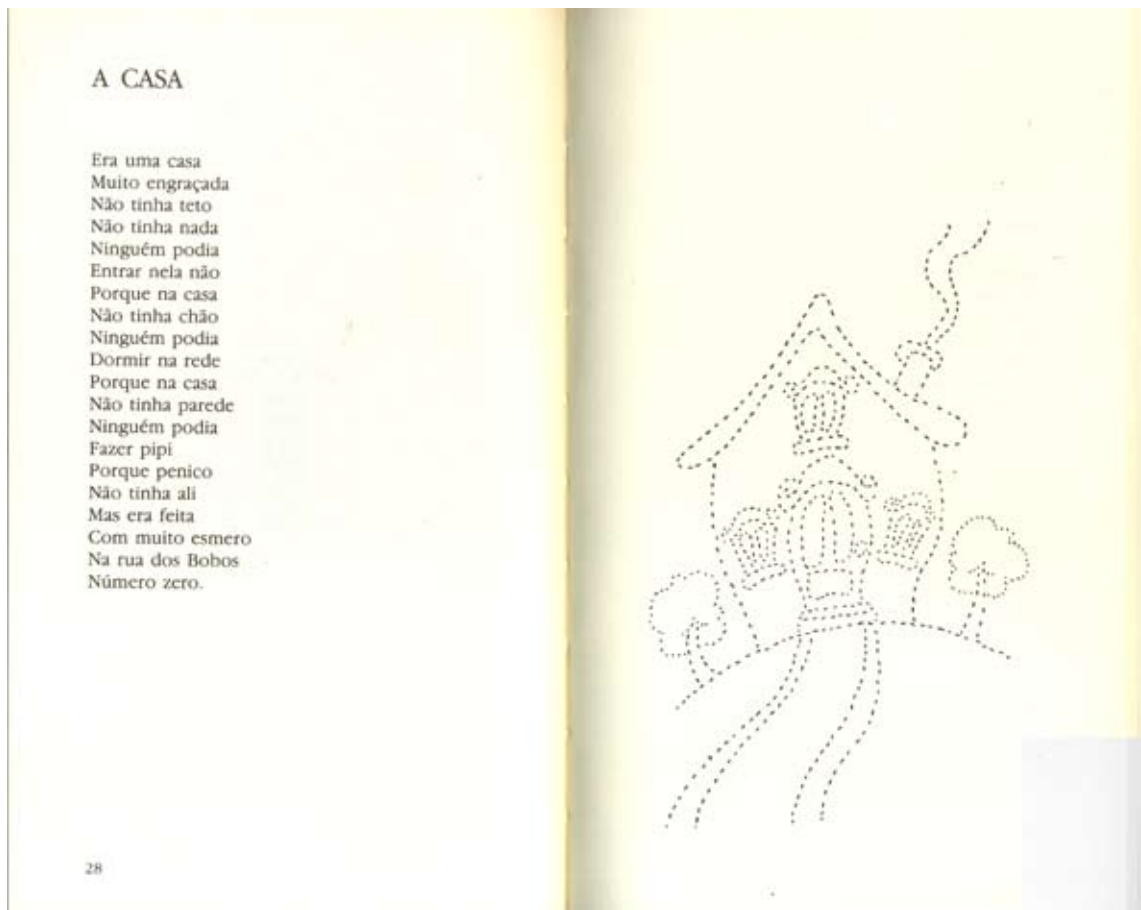 A CASA
Era uma casa
Muito engraçada
Não tinha teto
Não tinha nada
Ninguém podia
Entrar nela não
Porque na casa
Não tinha chão
Ninguém podia
Dormir na rede
Porque na casa
Não tinha parede
Ninguém podia
Fazer pipi
Porque penico
Não tinha ali
Mas era feita
Com muito esmero
Na rua dos Bobos
Número zero.
28